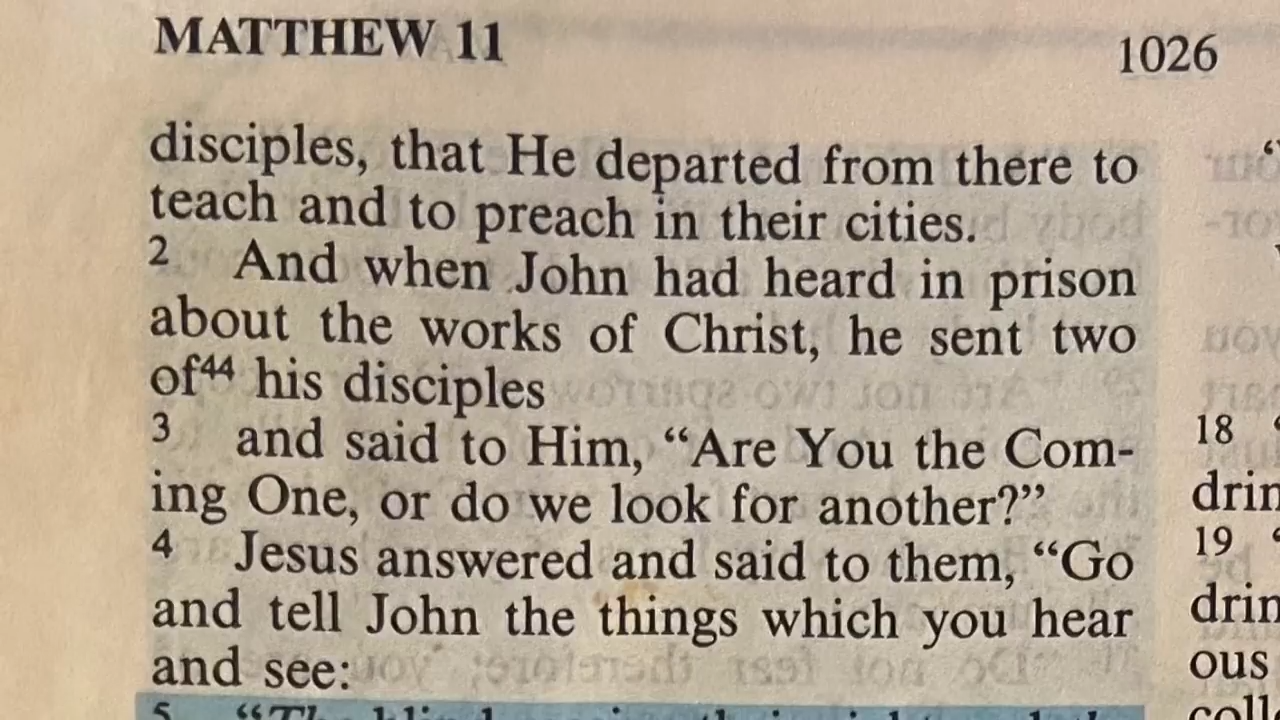 MATTHEW 11
1026
disciples, that He departed from there to
teach and to preach in their cities.
2 And when John had heard in prison
about the works of Christ, he sent two
of44 his disciples
3 and said to Him, “Are You the Com-
ing One, or do we look for another?”
4 Jesus answered and said to them, “Go
and tell John the things which you hear
and see:
5
18
19
ous